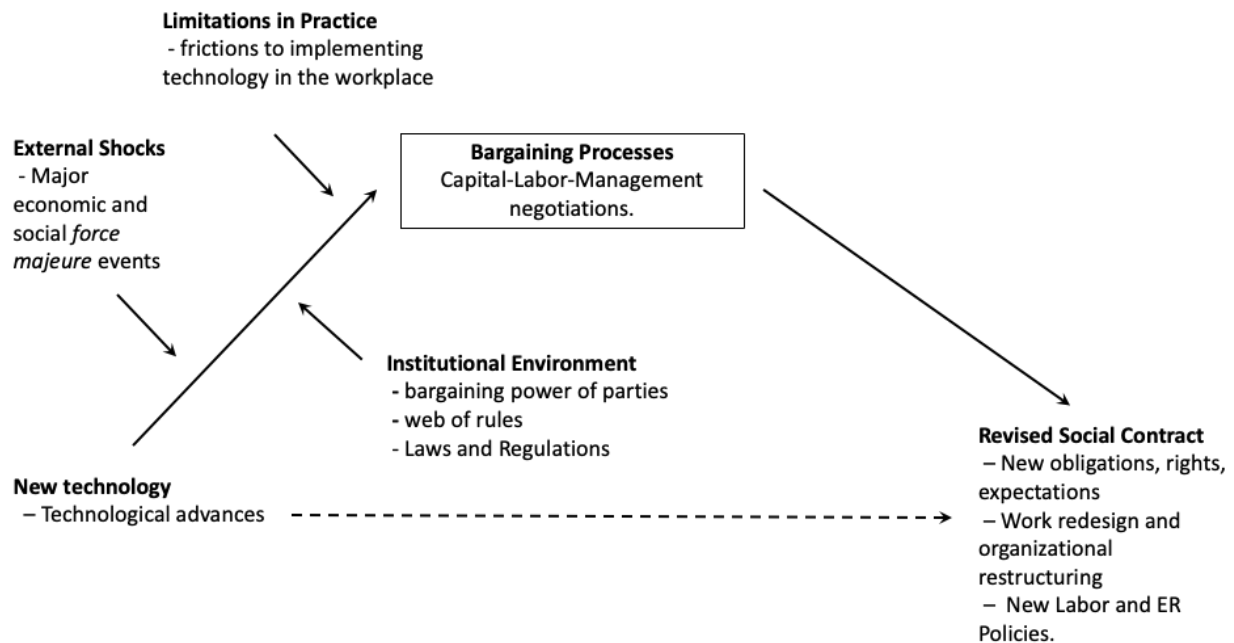 Limitations in Practice
- frictions to implementing
technology in the workplace
External Shocks
- Major
economic and
social force
majeure events
Bargaining Processes
Capital-Labor-Management
negotiations.
Institutional Environment
- bargaining power of parties
- web of rules
- Laws and Regulations
New technology
– Technological advances
Revised Social Contract
– New obligations, rights,
expectations
– Work redesign and
organizational
restructuring
– New Labor and ER
Policies.